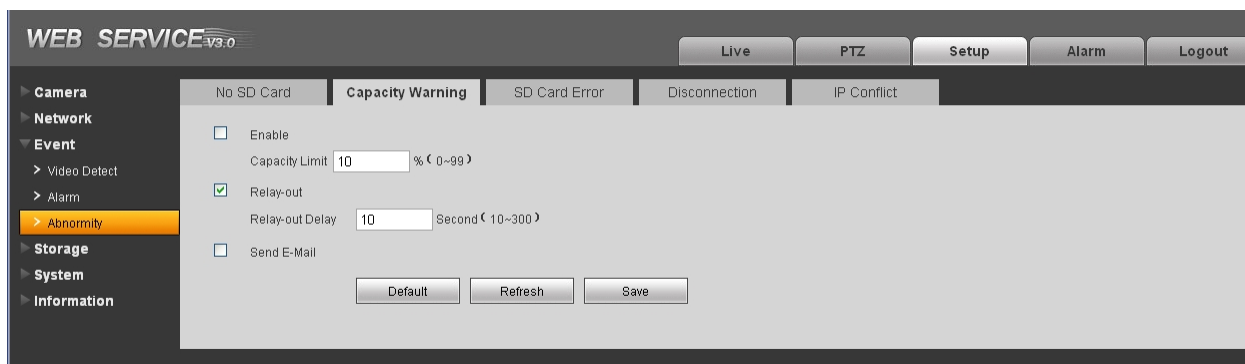 WEB SERVICE V3.0
Live PTZ Setup Alarm Logout
Camera
Network
Event
> Video Detect
> Alarm
> Abnormity
Storage
System
Information
No SD Card Capacity Warning SD Card Error Disconnection IP Conflict
Enable
Capacity Limit 10 % ( 0~99 )
Relay-out
Relay-out Delay 10 Second ( 10~300 )
Send E-Mail
Default Refresh Save